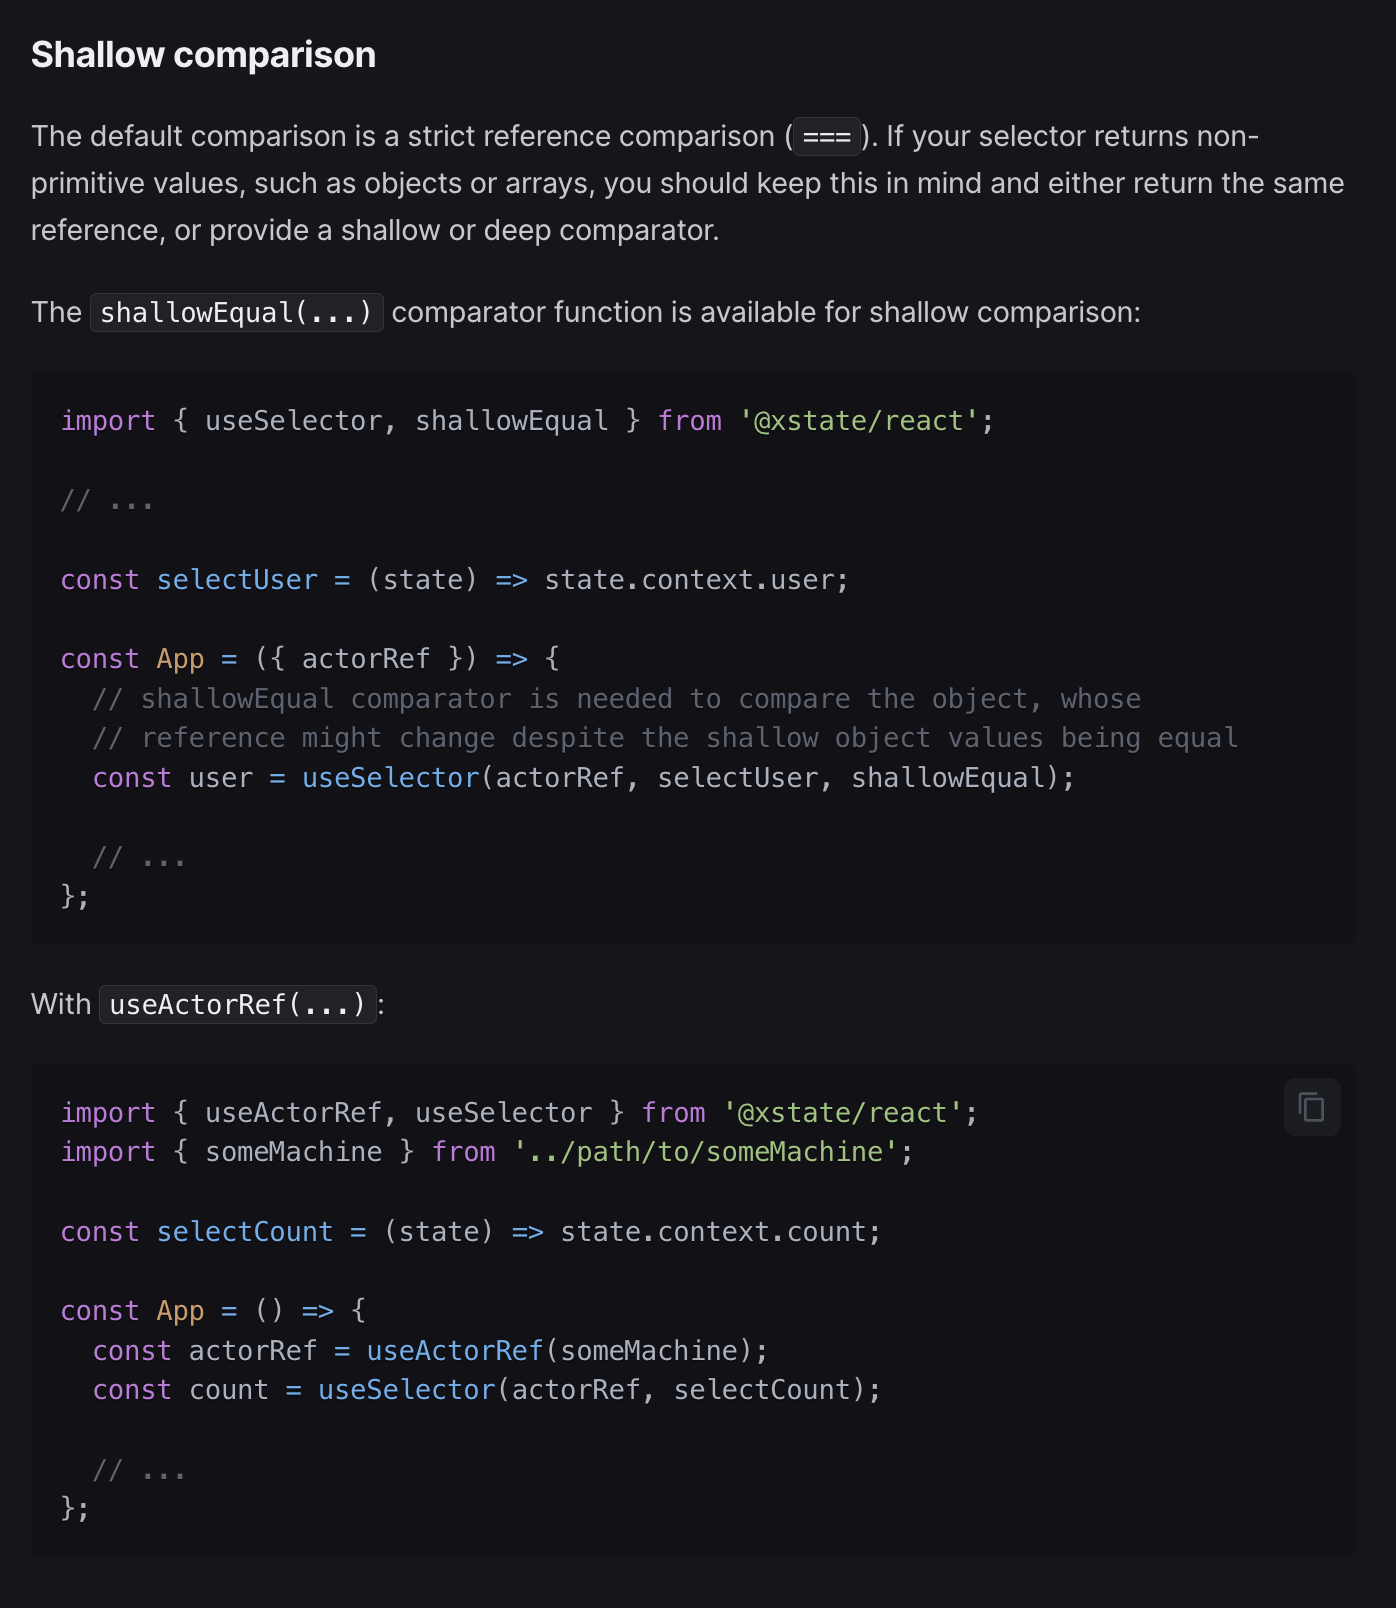 Shallow comparison
The default comparison is a strict reference comparison (===). If your selector returns non-
primitive values, such as objects or arrays, you should keep this in mind and either return the same
reference, or provide a shallow or deep comparator.
The shallowEqual(...) comparator function is available for shallow comparison:
import { useSelector, shallowEqual } from '@xstate/react';
// ...
const selectUser = (state) => state.context.user;
const App = ({ actorRef }) => {
  // shallowEqual comparator is needed to compare the object, whose
  // reference might change despite the shallow object values being equal
  const user = useSelector(actorRef, selectUser, shallowEqual);
  // ...
};
With useActorRef(...):
import { useActorRef, useSelector } from '@xstate/react';
import { someMachine } from '../path/to/someMachine';
const selectCount = (state) => state.context.count;
const App = () => {
  const actorRef = useActorRef(someMachine);
  const count = useSelector(actorRef, selectCount);
  // ...
};